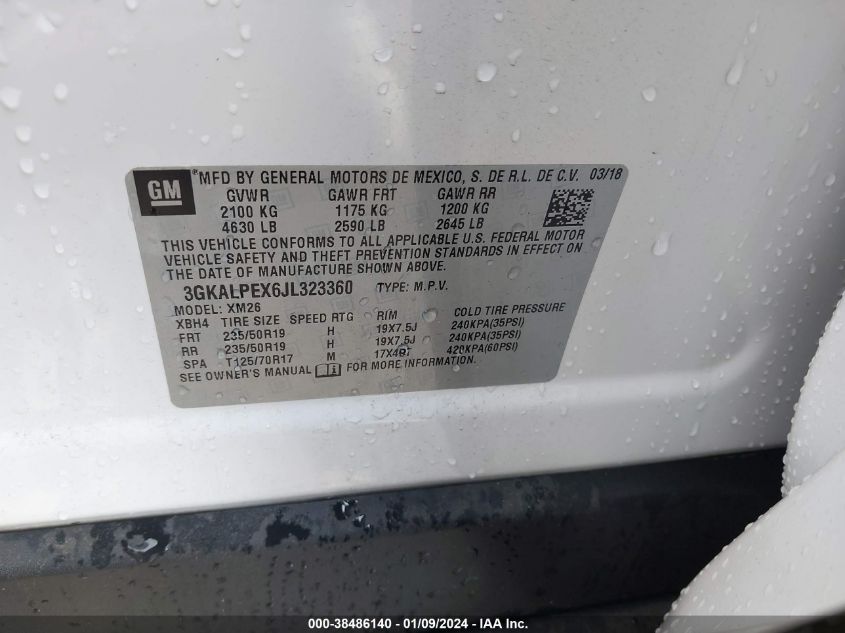 GM
®MFD BY GENERAL MOTORS DE MEXICO, S. DE R.L. DE C.V. 03/18
GVWR GAWR FRT GAWR RR
2100 KG 1175 KG 1200 KG
4630 LB 2590 LB 2645 LB
THIS VEHICLE CONFORMS TO ALL APPLICABLE U.S. FEDERAL MOTOR
VEHICLE SAFETY AND THEFT PREVENTION STANDARDS IN EFFECT ON
THE DATE OF MANUFACTURE SHOWN ABOVE.
3GKALPEX6JL323360 TYPE: M.P.V.
MODEL: XM26
XBH4 TIRE SIZE SPEED RTG RIM COLD TIRE PRESSURE
FRT 235/50R19 H 19X7.5J 240KPA(35PSI)
RR 235/50R19 H 19X7.5J 240KPA(35PSI)
SPA T125/70R17 M 17X4BT 420KPA(60PSI)
SEE OWNER'S MANUAL FOR MORE INFORMATION.
000-38486140 - 01/09/2024 - IAA Inc.